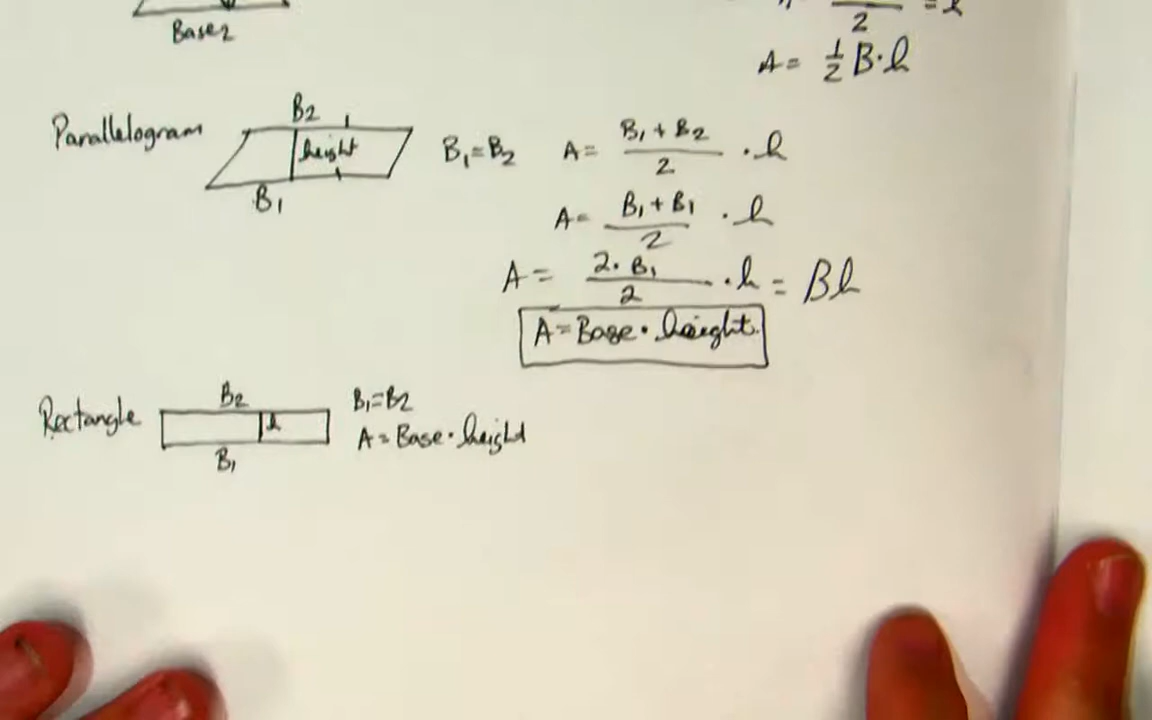 Base2
2 = h
A = 1/2 B · h
Parallelogram
B2
height
B1
B1 = B2
A = (B1 + B2)/2 · h
A = (B1 + B1)/2 · h
A = (2 · B1)/2 · h = Bh
A = Base · height
Rectangle
B2
h
B1
B1 = B2
A = Base · height